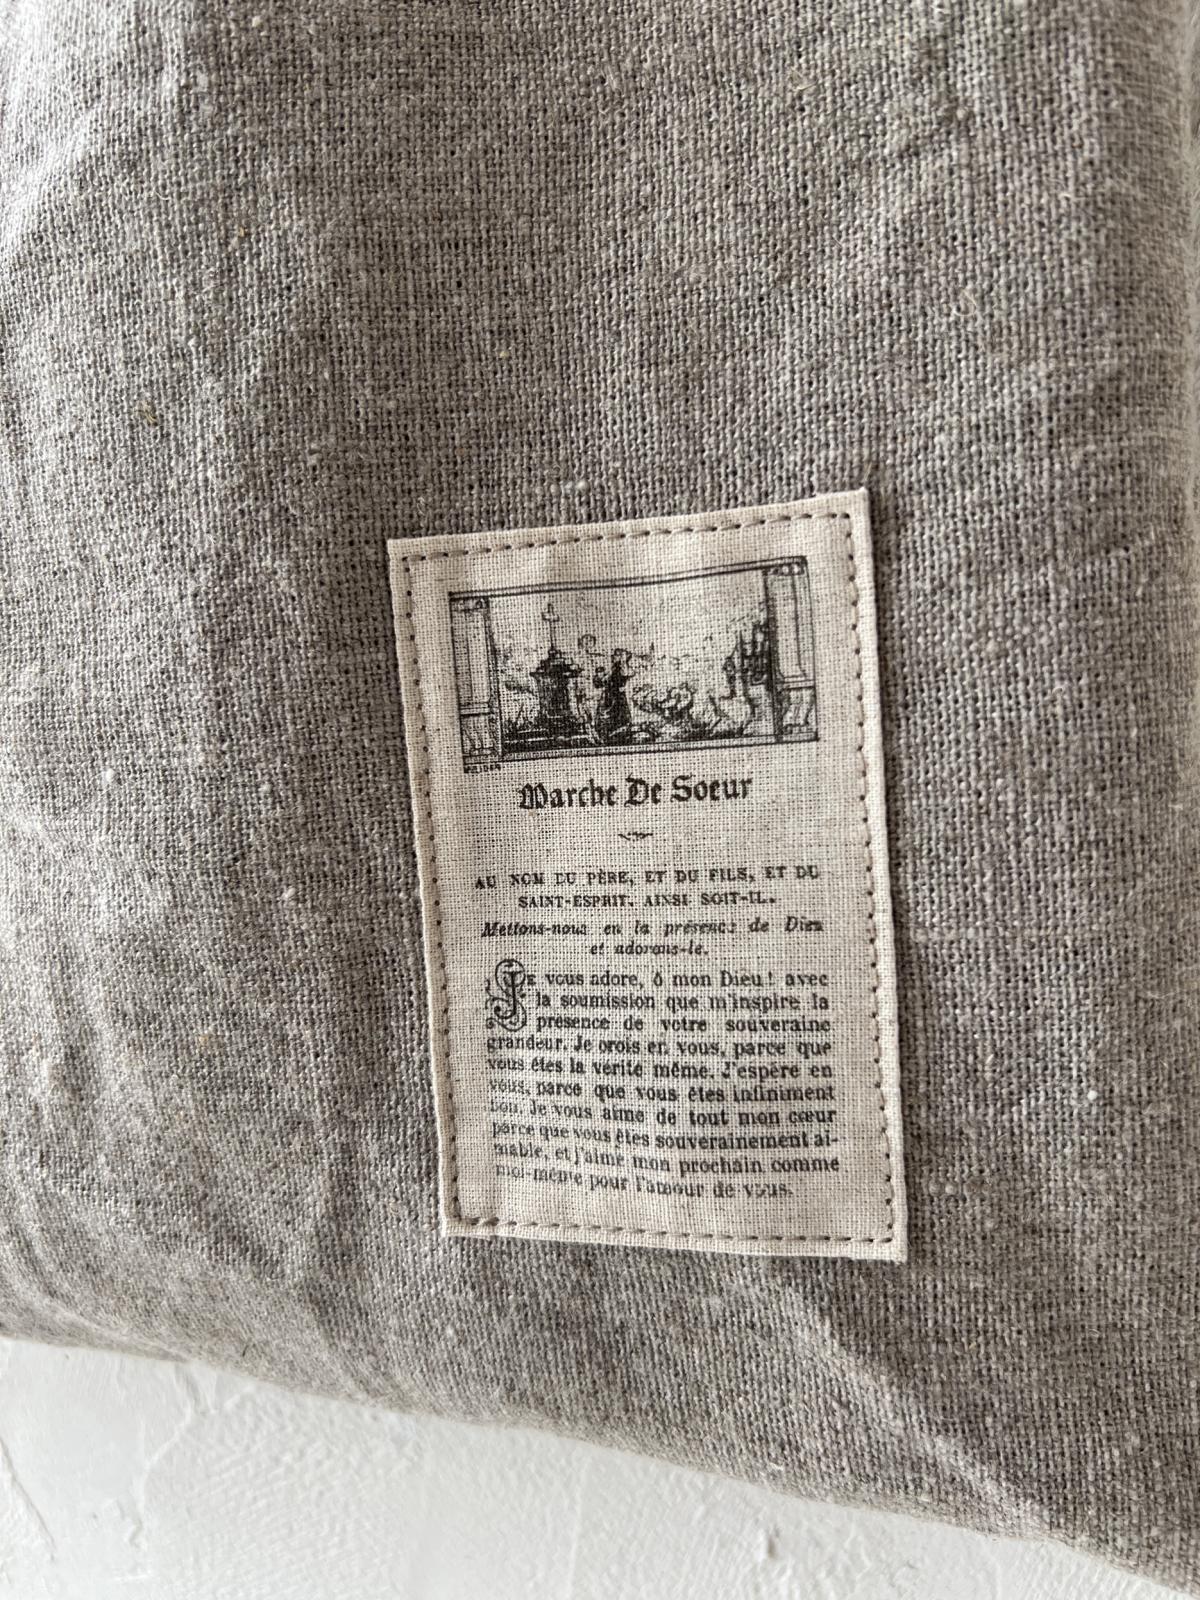 Marche De Soeur
AU NOM DU PÈRE, ET DU FILS, ET DU
SAINT-ESPRIT. AINSI SOIT-IL.
Mettons-nous en la présence de Dieu
et adorons-le.
JE vous adore, ô mon Dieu! avec
la soumission que m'inspire la
présence de votre souveraine
grandeur. Je crois en vous, parce que
vous êtes la vérité même. J'espère en
vous, parce que vous êtes infiniment
bon. Je vous aime de tout mon cœur
parce que vous êtes souverainement ai-
mable, et j'aime mon prochain comme
moi-même pour l'amour de vous.